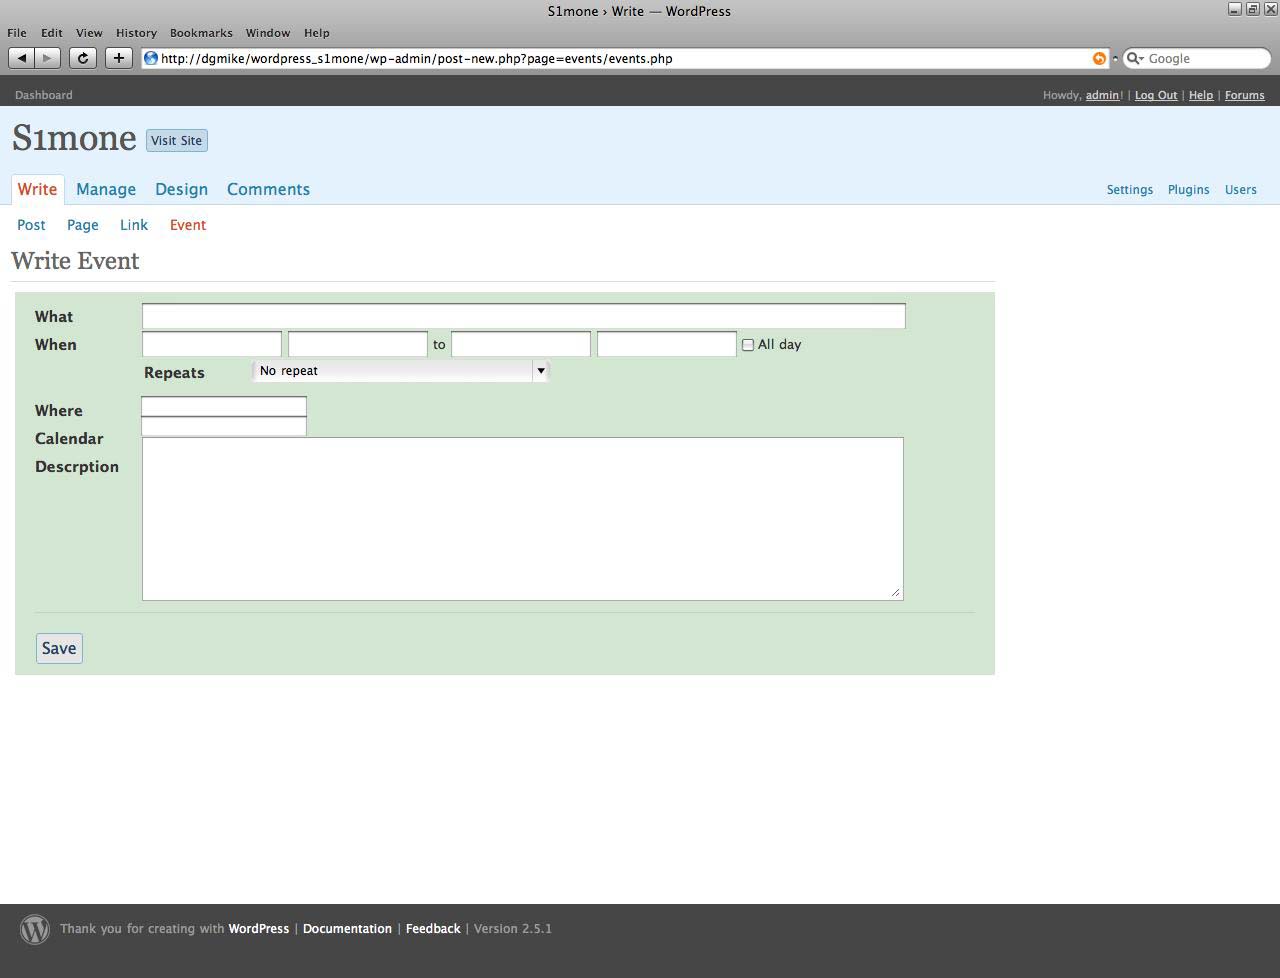 S1mone › Write — WordPress
File Edit View History Bookmarks Window Help
http://dgmike/wordpress_s1mone/wp-admin/post-new.php?page=events/events.php Google
Dashboard Howdy, admin! | Log Out | Help | Forums
S1mone Visit Site
Write Manage Design Comments Settings Plugins Users
Post Page Link Event
Write Event
What
When to All day
Repeats No repeat
Where
Calendar
Descrption
Save
Thank you for creating with WordPress | Documentation | Feedback | Version 2.5.1